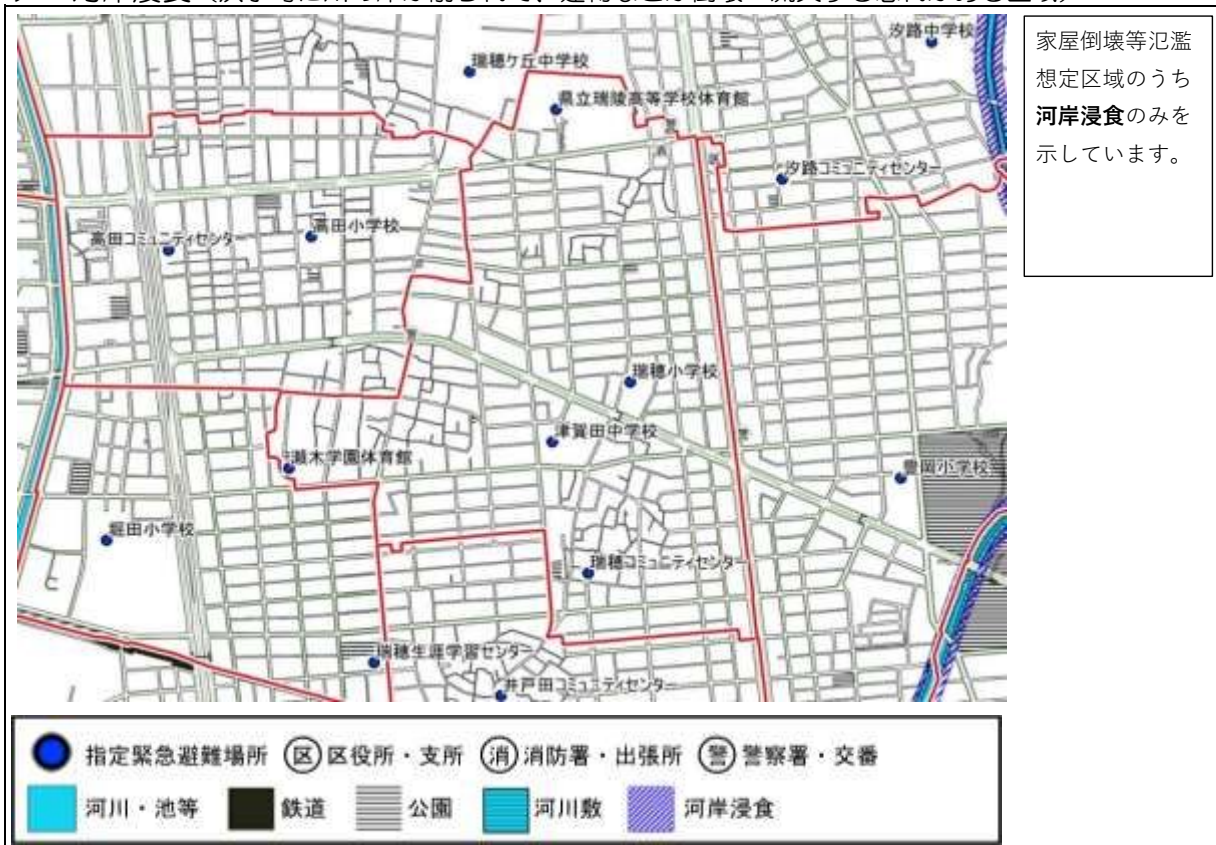 汐路中学校
瑞穂ケ丘中学校
県立瑞陵高等学校体育館
汐路コミュニティセンター
高田小学校
高田コミュニティセンター
瑞穂小学校
津賀田中学校
瀬木学園体育館
豊岡小学校
堀田小学校
瑞穂コミュニティセンター
瑞穂生涯学習センター
井戸田コミュニティセンター
家屋倒壊等氾濫
想定区域のうち
河岸浸食のみを
示しています。
指定緊急避難場所 区 区役所・支所 消 消防署・出張所 警 警察署・交番
河川・池等 鉄道 公園 河川敷 河岸浸食